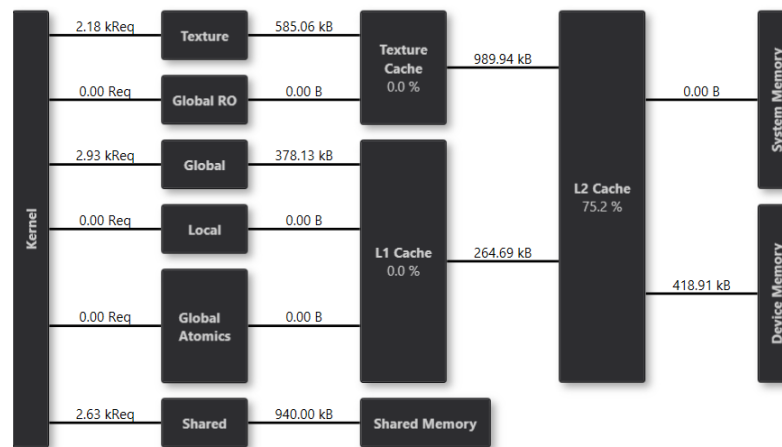 Kernel
2.18 kReq
Texture
585.06 kB
Texture
Cache
0.0 %
989.94 kB
0.00 Req
Global RO
0.00 B
2.93 kReq
Global
378.13 kB
0.00 Req
Local
0.00 B
L1 Cache
0.0 %
264.69 kB
0.00 Req
Global
Atomics
0.00 B
2.63 kReq
Shared
940.00 kB
Shared Memory
L2 Cache
75.2 %
0.00 B
System Memory
418.91 kB
Device Memory